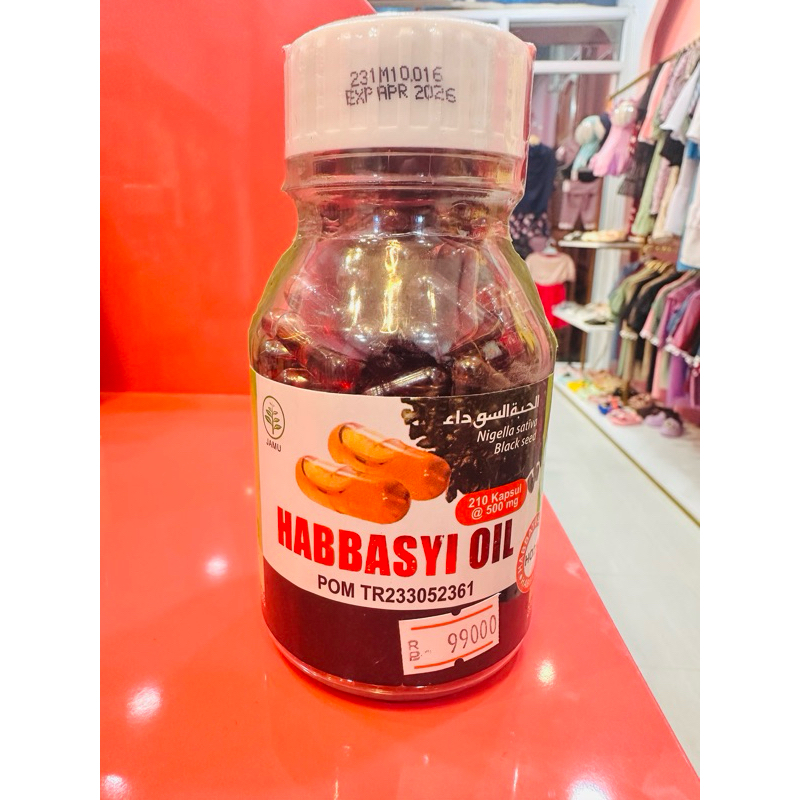 231M10.016
EXP APR 2026
الحبة السوداء
Nigella sativa
Black seed
JAMU
210 Kapsul
@ 500 mg
HABBASYI OIL
POM TR233052361
RP 99000